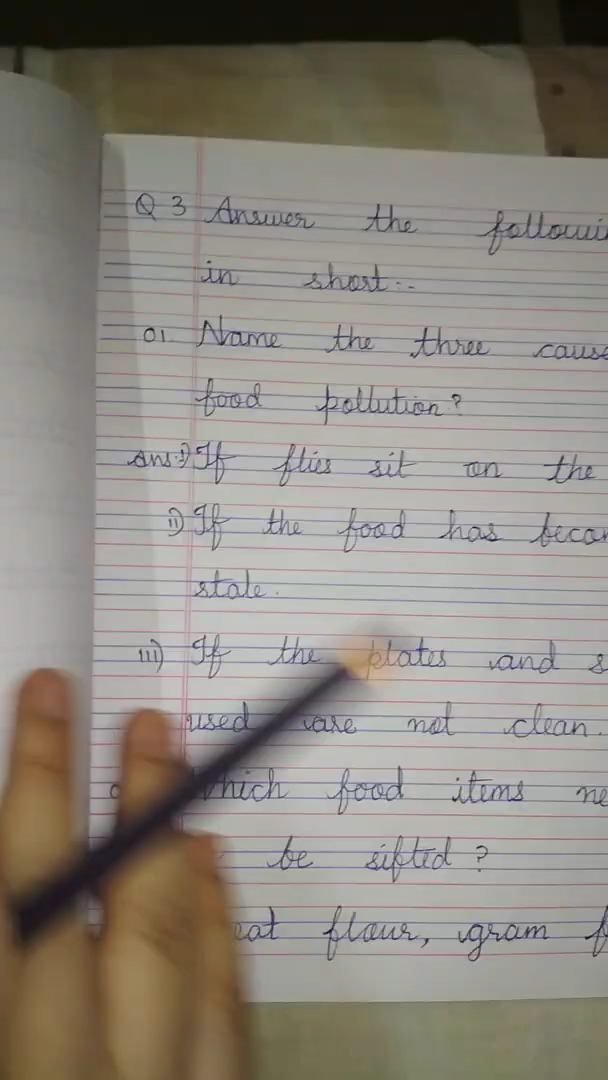 Q 3 Answer the
in short:-
01. Name the three
food pollution?
Ans:i) If flies sit on the
ii) If the food has
stale.
iii) If the plates and
used are not clean.
food items
be sifted?
flour, gram